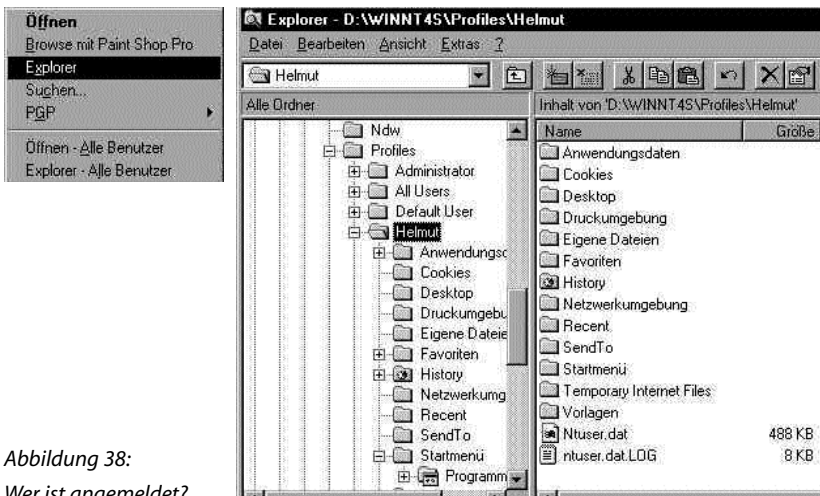 Öffnen
Browse mit Paint Shop Pro
Explorer
Suchen...
PGP
Öffnen - Alle Benutzer
Explorer - Alle Benutzer
Explorer - D:\WINNT4S\Profiles\Helmut
Datei Bearbeiten Ansicht Extras ?
Helmut
Alle Ordner
Ndw
Profiles
Administrator
All Users
Default User
Helmut
Anwendungsd
Cookies
Desktop
Druckumgebu
Eigene Dateie
Favoriten
History
Netzwerkumg
Recent
SendTo
Startmenü
Programm
Inhalt von 'D:\WINNT4S\Profiles\Helmut'
Name Größe
Anwendungsdaten
Cookies
Desktop
Druckumgebung
Eigene Dateien
Favoriten
History
Netzwerkumgebung
Recent
SendTo
Startmenü
Temporary Internet Files
Vorlagen
Ntuser.dat 488 KB
ntuser.dat.LOG 8 KB
Abbildung 38:
Wer ist angemeldet?